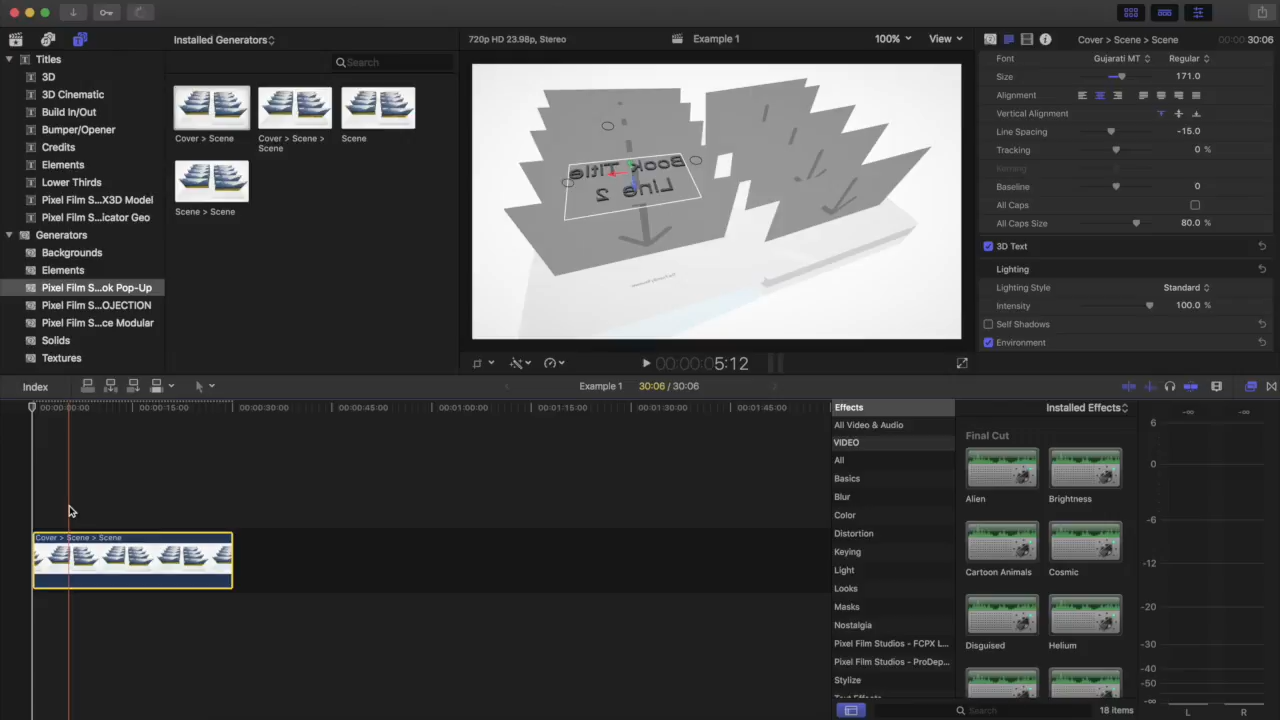 Installed Generators
720p HD 23.98p, Stereo
Example 1
100%
View
Cover > Scene > Scene
00:00:00:30:06
Titles
3D
3D Cinematic
Build In/Out
Bumper/Opener
Credits
Elements
Lower Thirds
Pixel Film S...X3D Model
Pixel Film S...icator Geo
Generators
Backgrounds
Elements
Pixel Film S...ok Pop-Up
Pixel Film S...OJECTION
Pixel Film S...ce Modular
Solids
Textures
Search
Cover > Scene
Cover > Scene >
Scene
Scene
Scene > Scene
Book Title
Line 2
Font
Gujarati MT
Regular
Size
171.0
Alignment
Vertical Alignment
Line Spacing
-15.0
Tracking
0 %
Kerning
Baseline
0
All Caps
All Caps Size
80.0 %
3D Text
Lighting
Lighting Style
Standard
Intensity
100.0 %
Self Shadows
Environment
00:00:05:12
Index
Example 1
30:06 / 30:06
00:00:00:00
00:00:15:00
00:00:30:00
00:00:45:00
00:01:00:00
00:01:15:00
00:01:30:00
00:01:45:00
Cover > Scene > Scene
Effects
All Video & Audio
VIDEO
All
Basics
Blur
Color
Distortion
Keying
Light
Looks
Masks
Nostalgia
Pixel Film Studios - FCPX L...
Pixel Film Studios - ProDep...
Stylize
Text Effects
Installed Effects
Final Cut
Alien
Brightness
Cartoon Animals
Cosmic
Disguised
Helium
Search
18 items
-∞
-∞
6
0
-6
-12
-20
-30
-40
-50
-∞
L
R